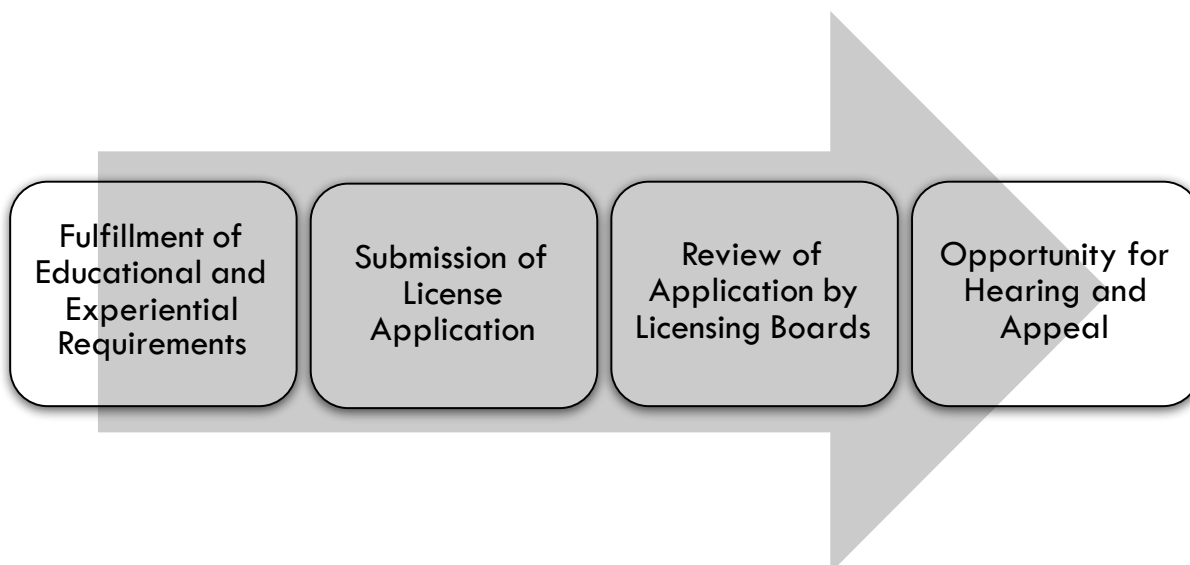 Fulfillment of
Educational and
Experiential
Requirements
Submission of
License
Application
Review of
Application by
Licensing Boards
Opportunity for
Hearing and
Appeal